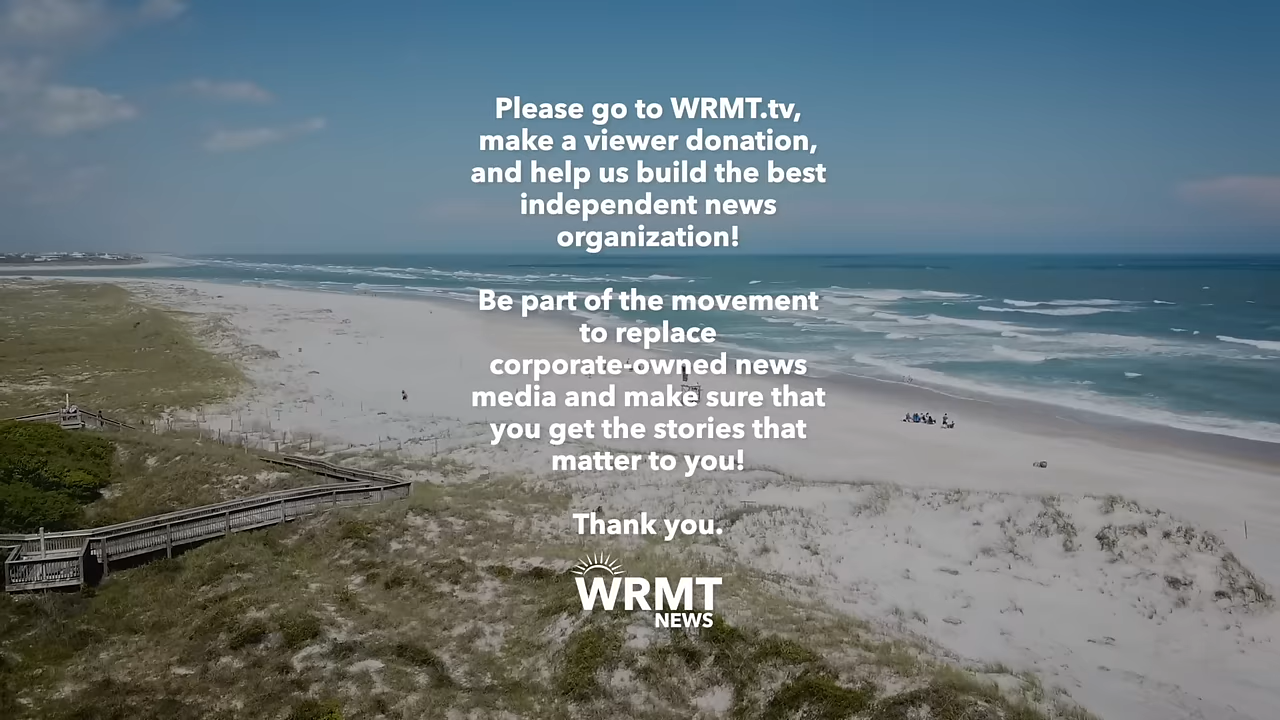 Please go to WRMT.tv,
make a viewer donation,
and help us build the best
independent news
organization!
Be part of the movement
to replace
corporate-owned news
media and make sure that
you get the stories that
matter to you!
Thank you.
WRMT
NEWS